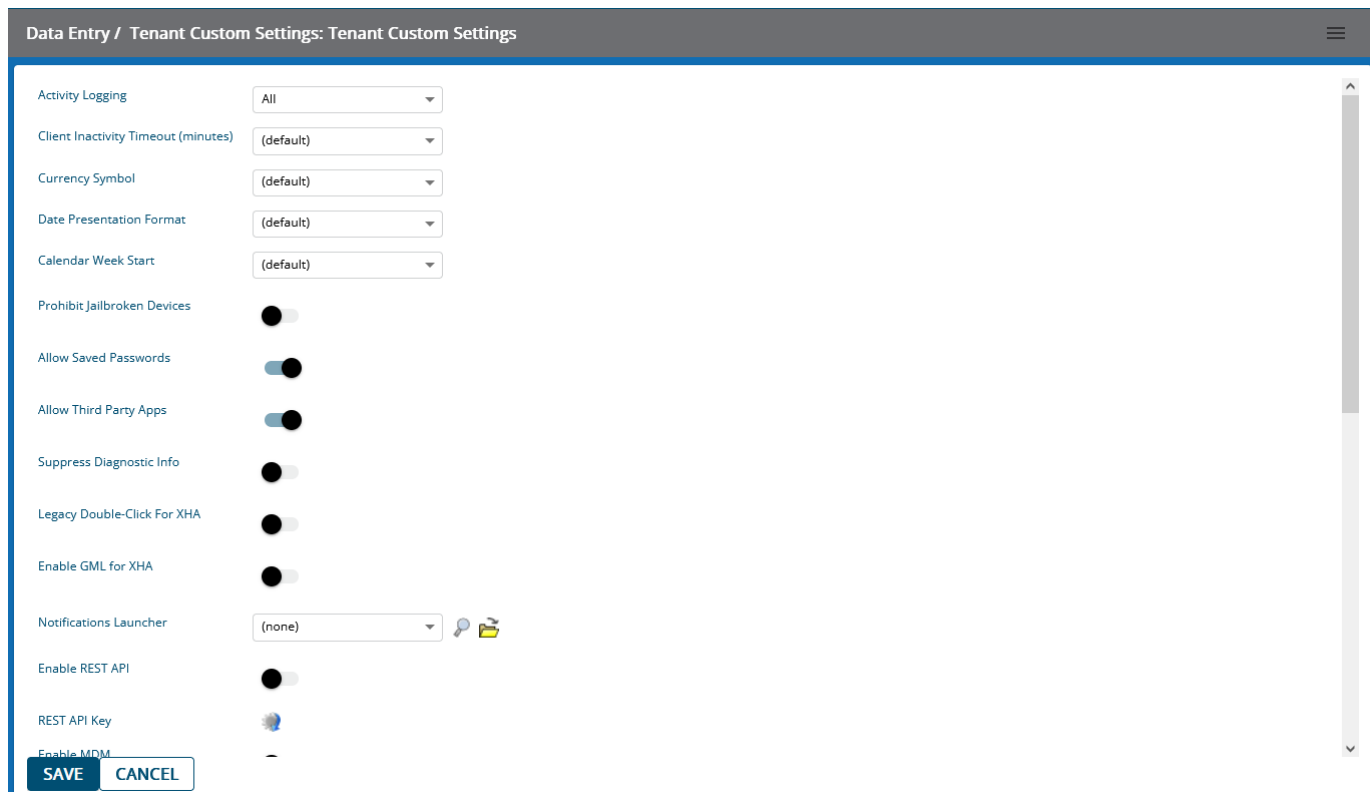 Data Entry / Tenant Custom Settings: Tenant Custom Settings
Activity Logging
All
Client Inactivity Timeout (minutes)
(default)
Currency Symbol
(default)
Date Presentation Format
(default)
Calendar Week Start
(default)
Prohibit Jailbroken Devices
Allow Saved Passwords
Allow Third Party Apps
Suppress Diagnostic Info
Legacy Double-Click For XHA
Enable GML for XHA
Notifications Launcher
(none)
Enable REST API
REST API Key
Enable MDM
SAVE CANCEL